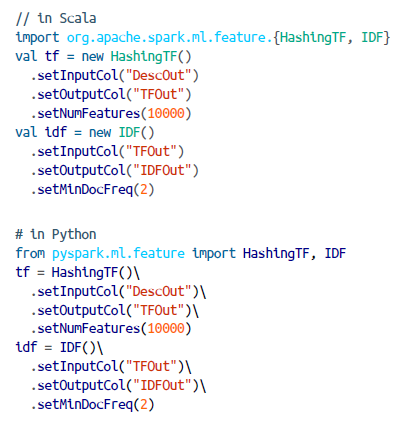 // in Scala
import org.apache.spark.ml.feature.{HashingTF, IDF}
val tf = new HashingTF()
  .setInputCol("DescOut")
  .setOutputCol("TFOut")
  .setNumFeatures(10000)
val idf = new IDF()
  .setInputCol("TFOut")
  .setOutputCol("IDFOut")
  .setMinDocFreq(2)
# in Python
from pyspark.ml.feature import HashingTF, IDF
tf = HashingTF()\
  .setInputCol("DescOut")\
  .setOutputCol("TFOut")\
  .setNumFeatures(10000)
idf = IDF()\
  .setInputCol("TFOut")\
  .setOutputCol("IDFOut")\
  .setMinDocFreq(2)